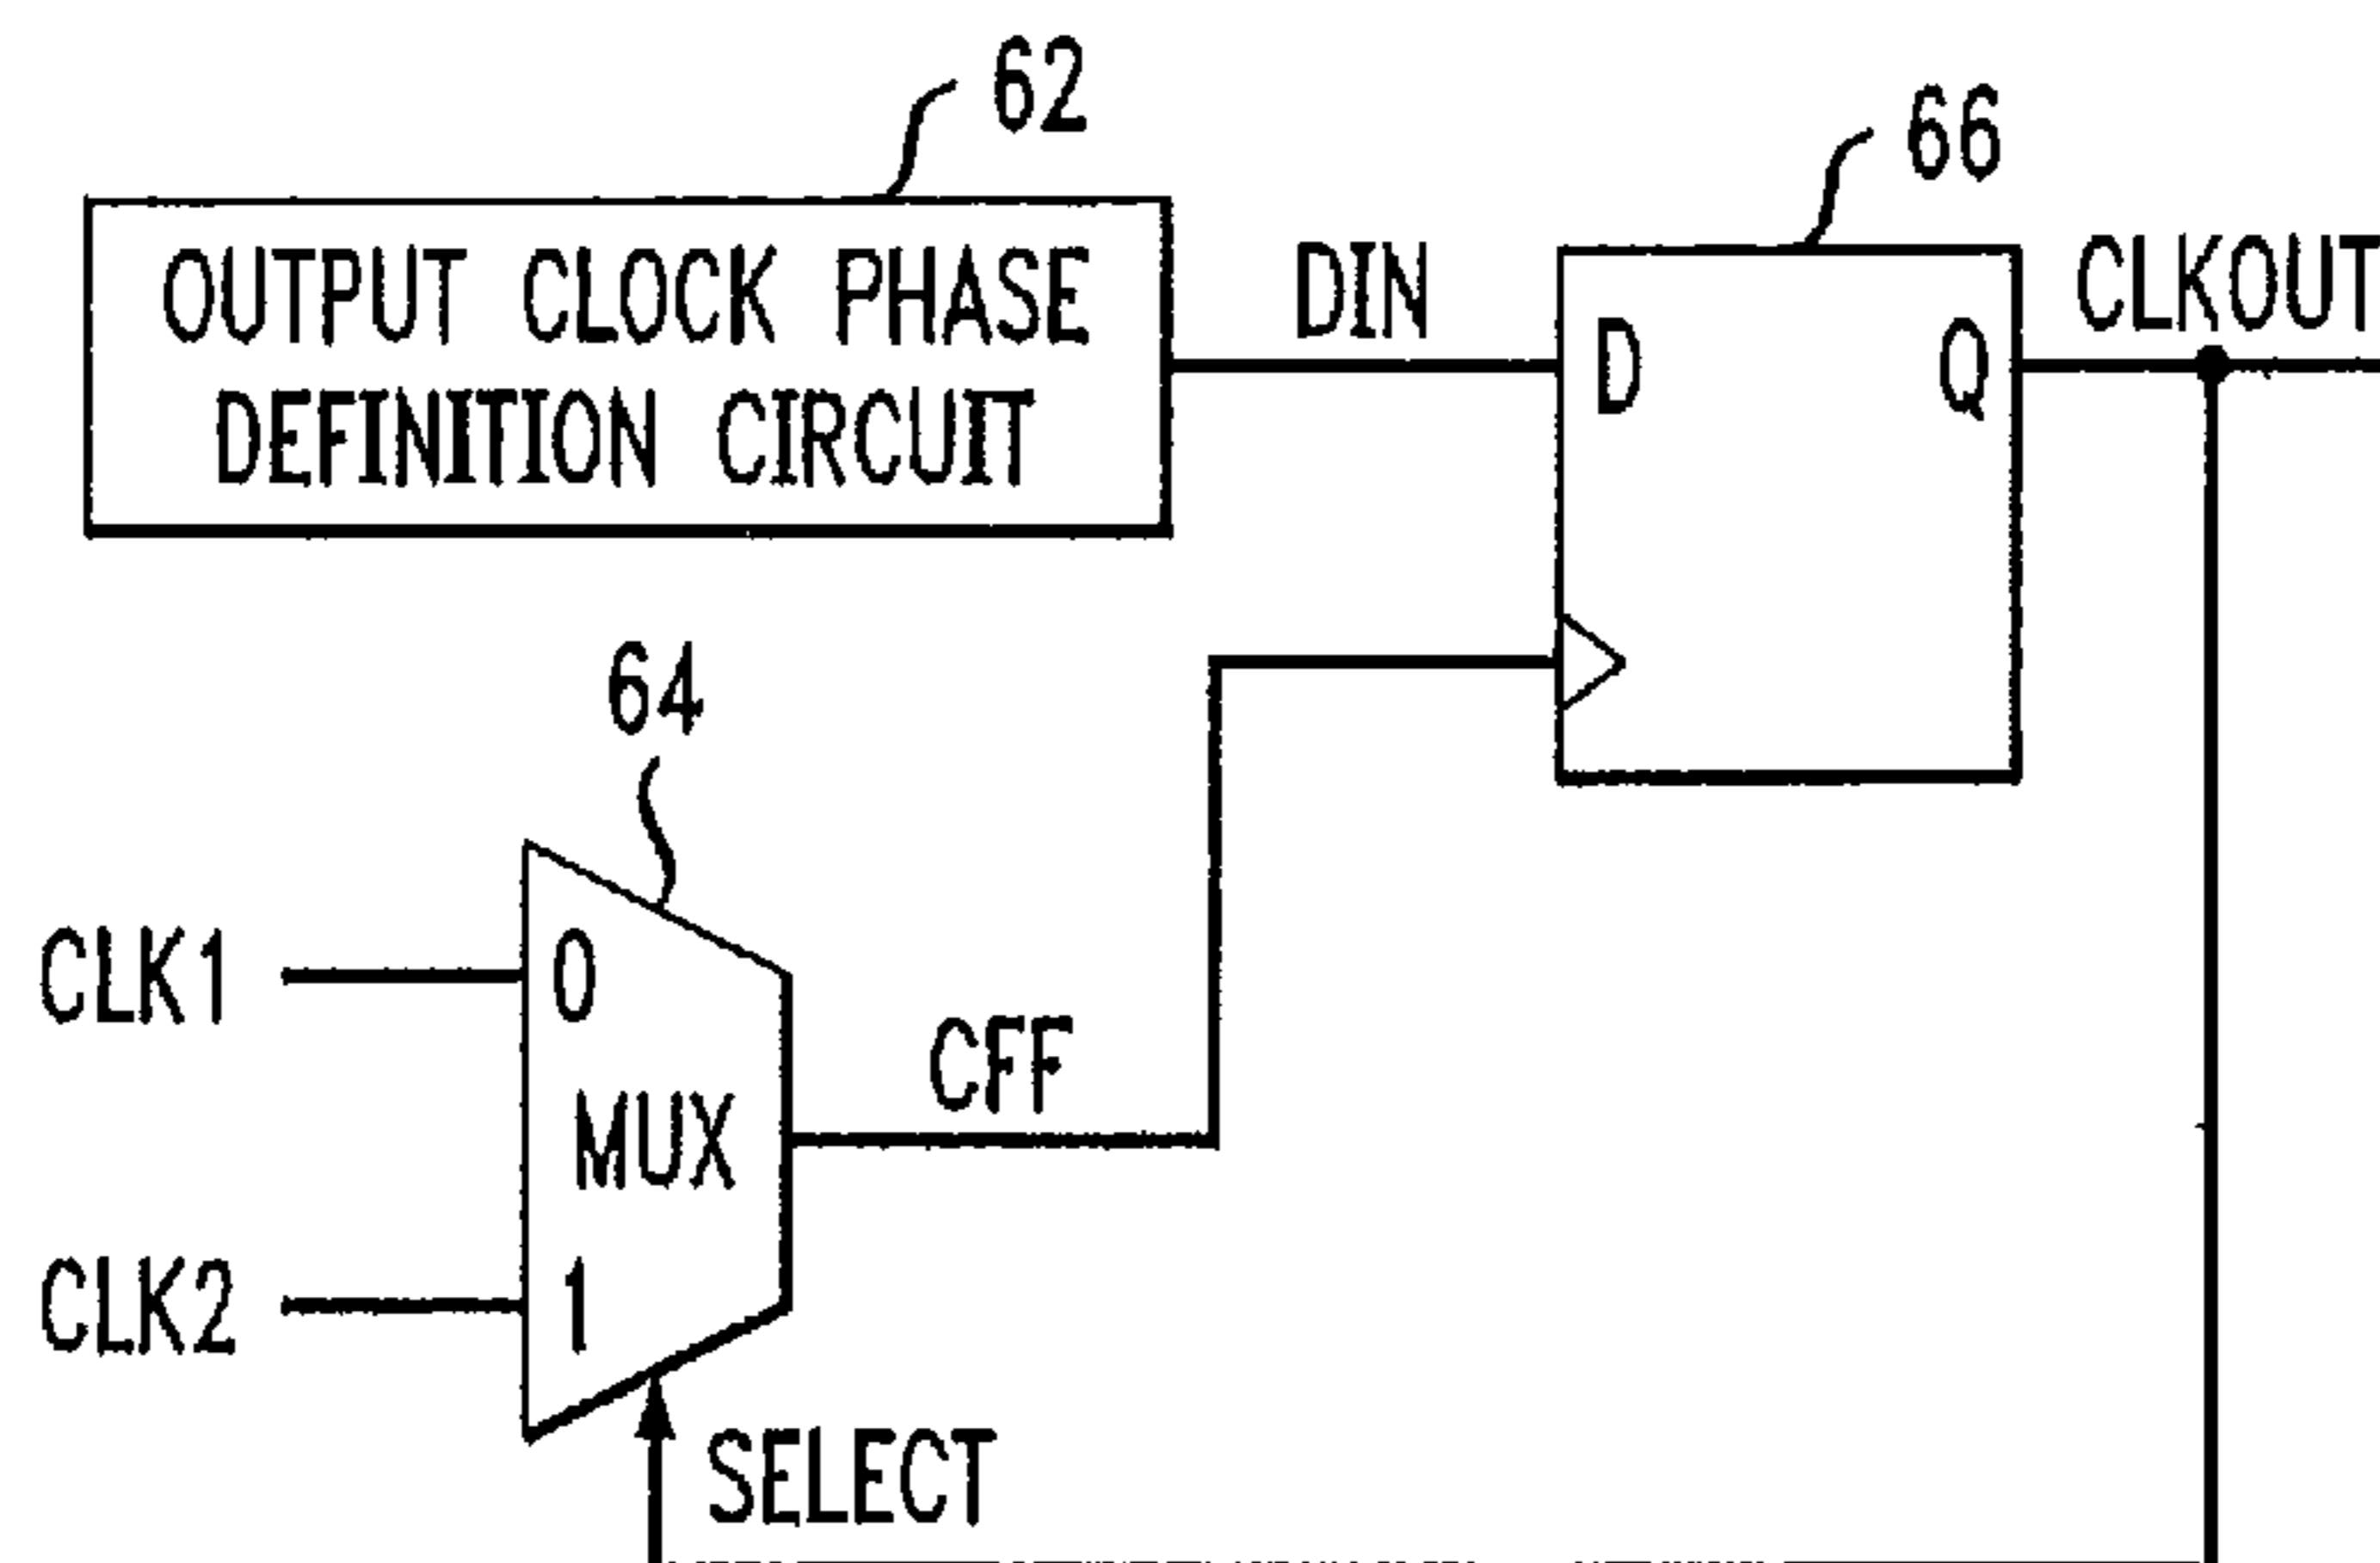 62
66
OUTPUT CLOCK PHASE
DEFINITION CIRCUIT
DIN
CLKOUT
D
Q
64
CLK1
0
CFF
MUX
CLK2
1
SELECT